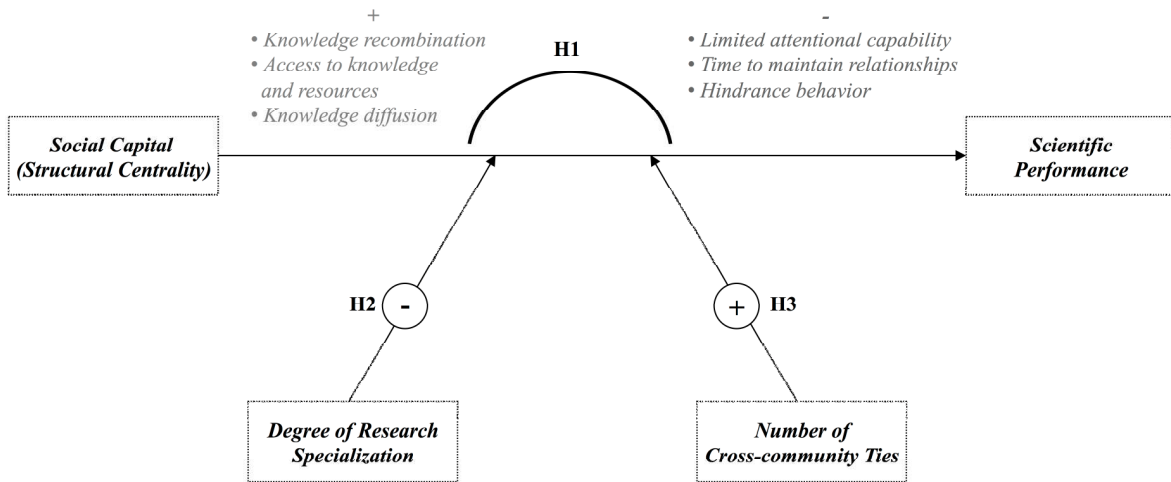 +
• Knowledge recombination
• Access to knowledge
and resources
• Knowledge diffusion
H1
-
• Limited attentional capability
• Time to maintain relationships
• Hindrance behavior
Social Capital
(Structural Centrality)
Scientific
Performance
H2
-
+
H3
Degree of Research
Specialization
Number of
Cross-community Ties